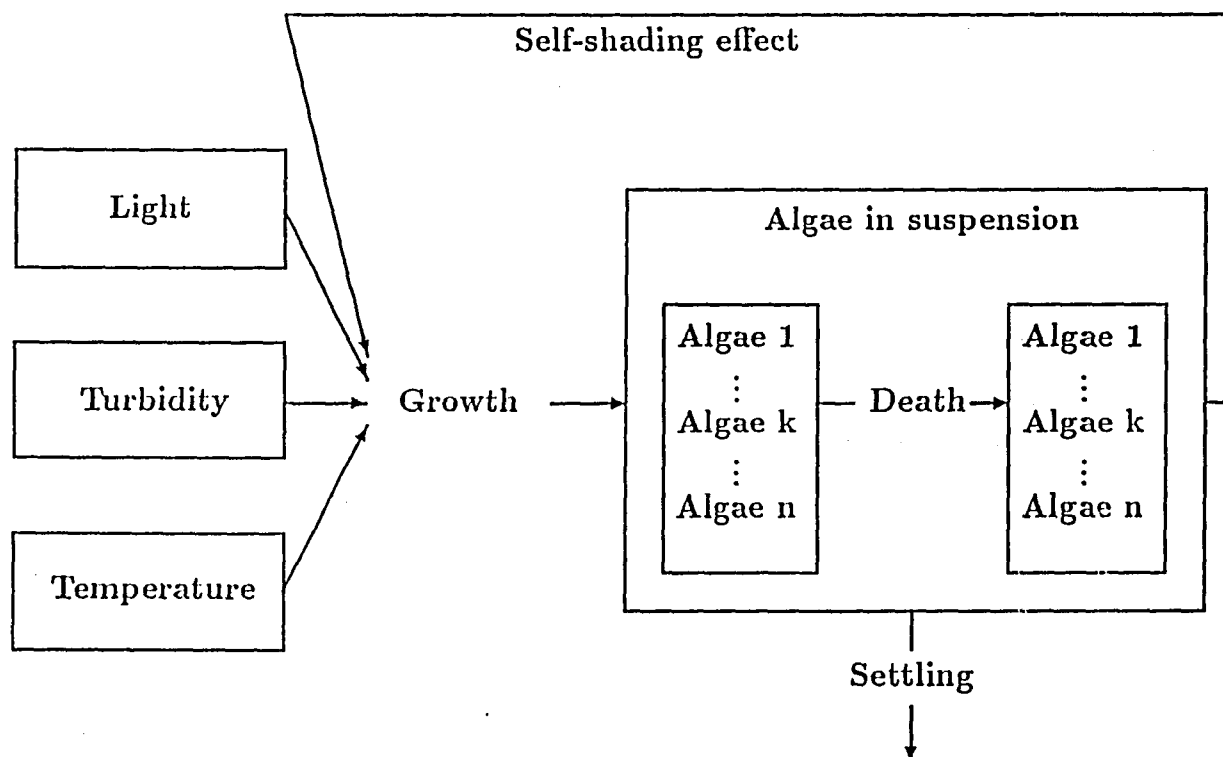 Self-shading effect
Light
Turbidity
Temperature
Growth
Algae in suspension
Algae 1
⋮
Algae k
⋮
Algae n
Death
Algae 1
⋮
Algae k
⋮
Algae n
Settling